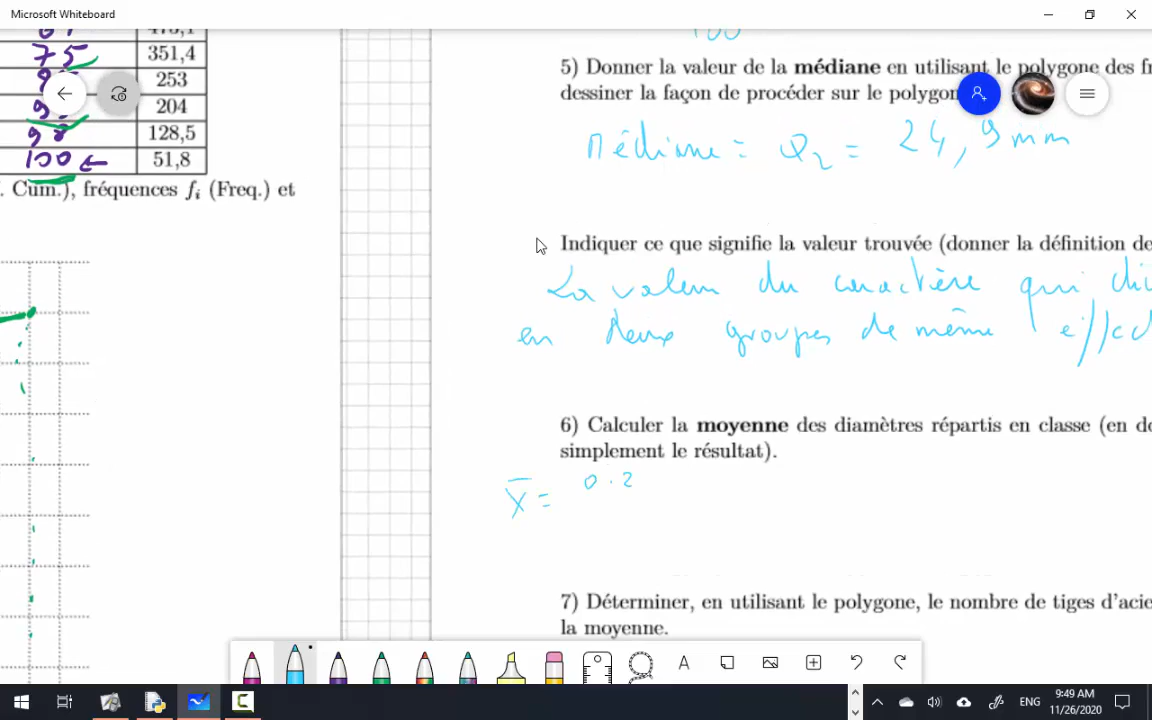 Microsoft Whiteboard
75 351,4
253
204
98 128,5
100 ← 51,8
. Cum.), fréquences fᵢ (Freq.) et
100
5) Donner la valeur de la médiane en utilisant le polygone des fr
dessiner la façon de procéder sur le polygon
Médiane = Q₂ = 24,9 mm
Indiquer ce que signifie la valeur trouvée (donner la définition de
La valeur du caractère qui di
en deux groupes de même
6) Calculer la moyenne des diamètres répartis en classe (en do
simplement le résultat).
X̄ = 0.2
7) Déterminer, en utilisant le polygone, le nombre de tiges d'acie
la moyenne.
A
ENG
9:49 AM
11/26/2020